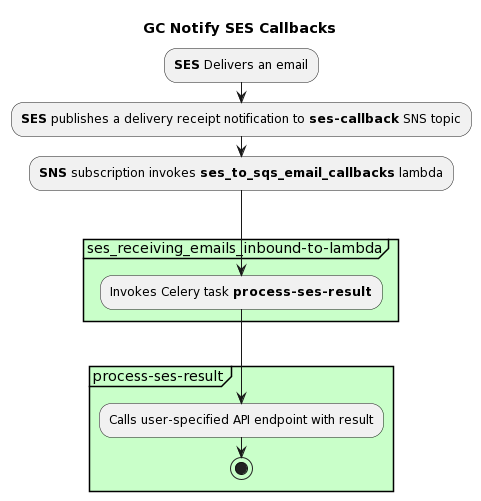 GC Notify SES Callbacks
SES Delivers an email
SES publishes a delivery receipt notification to ses-callback SNS topic
SNS subscription invokes ses_to_sqs_email_callbacks lambda
ses_receiving_emails_inbound-to-lambda
Invokes Celery task process-ses-result
process-ses-result
Calls user-specified API endpoint with result